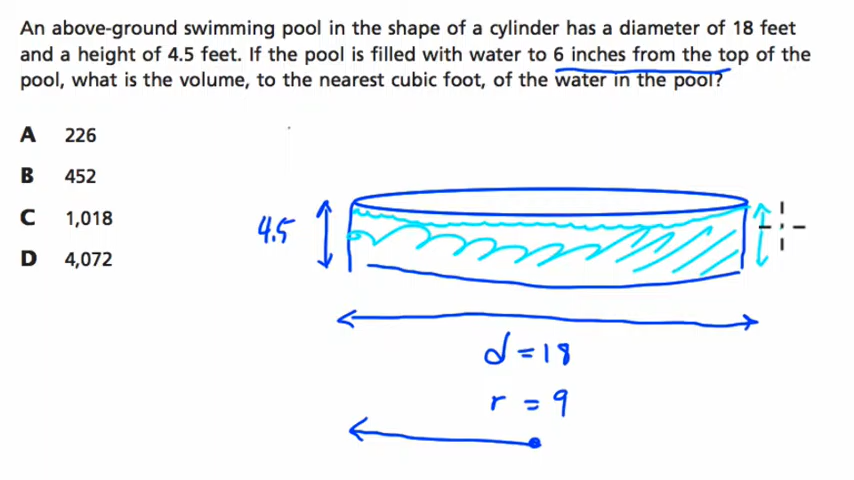 An above-ground swimming pool in the shape of a cylinder has a diameter of 18 feet
and a height of 4.5 feet. If the pool is filled with water to 6 inches from the top of the
pool, what is the volume, to the nearest cubic foot, of the water in the pool?
A 226
B 452
C 1,018
D 4,072
4.5
d = 18
r = 9